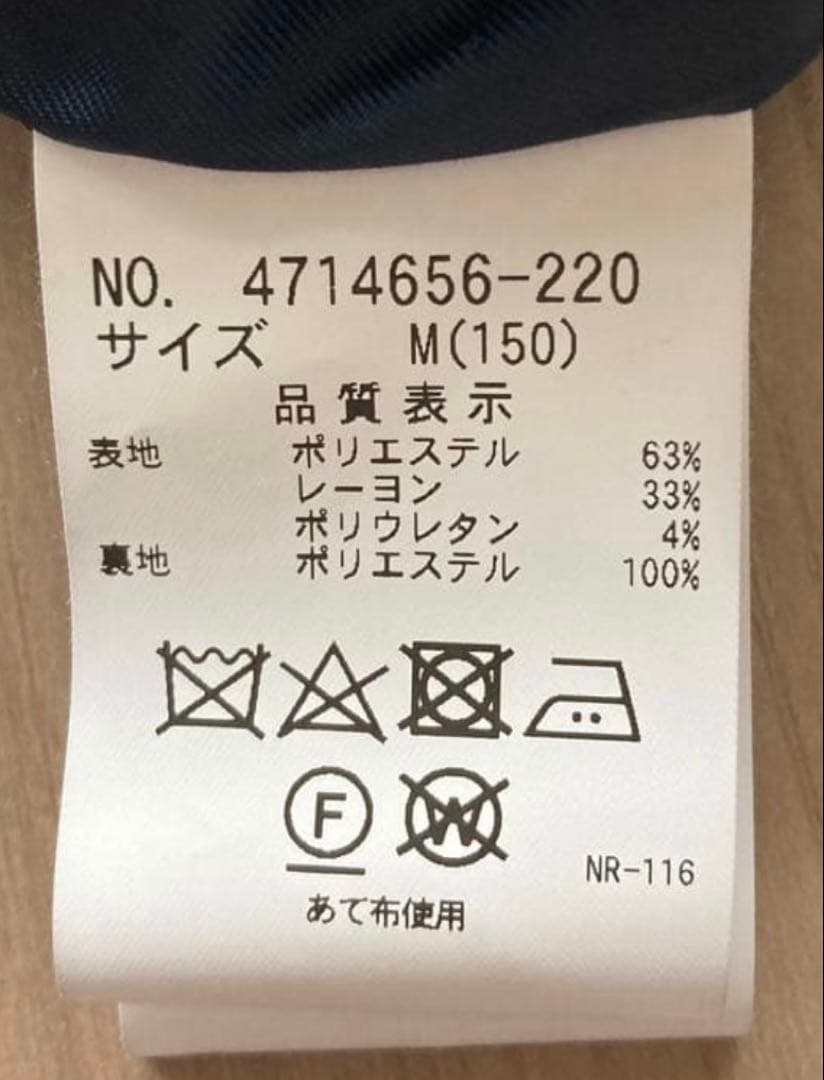 NO. 4714656-220
サイズ M(150)
品質表示
表地 ポリエステル 63%
レーヨン 33%
ポリウレタン 4%
裏地 ポリエステル 100%
F W
NR-116
あて布使用